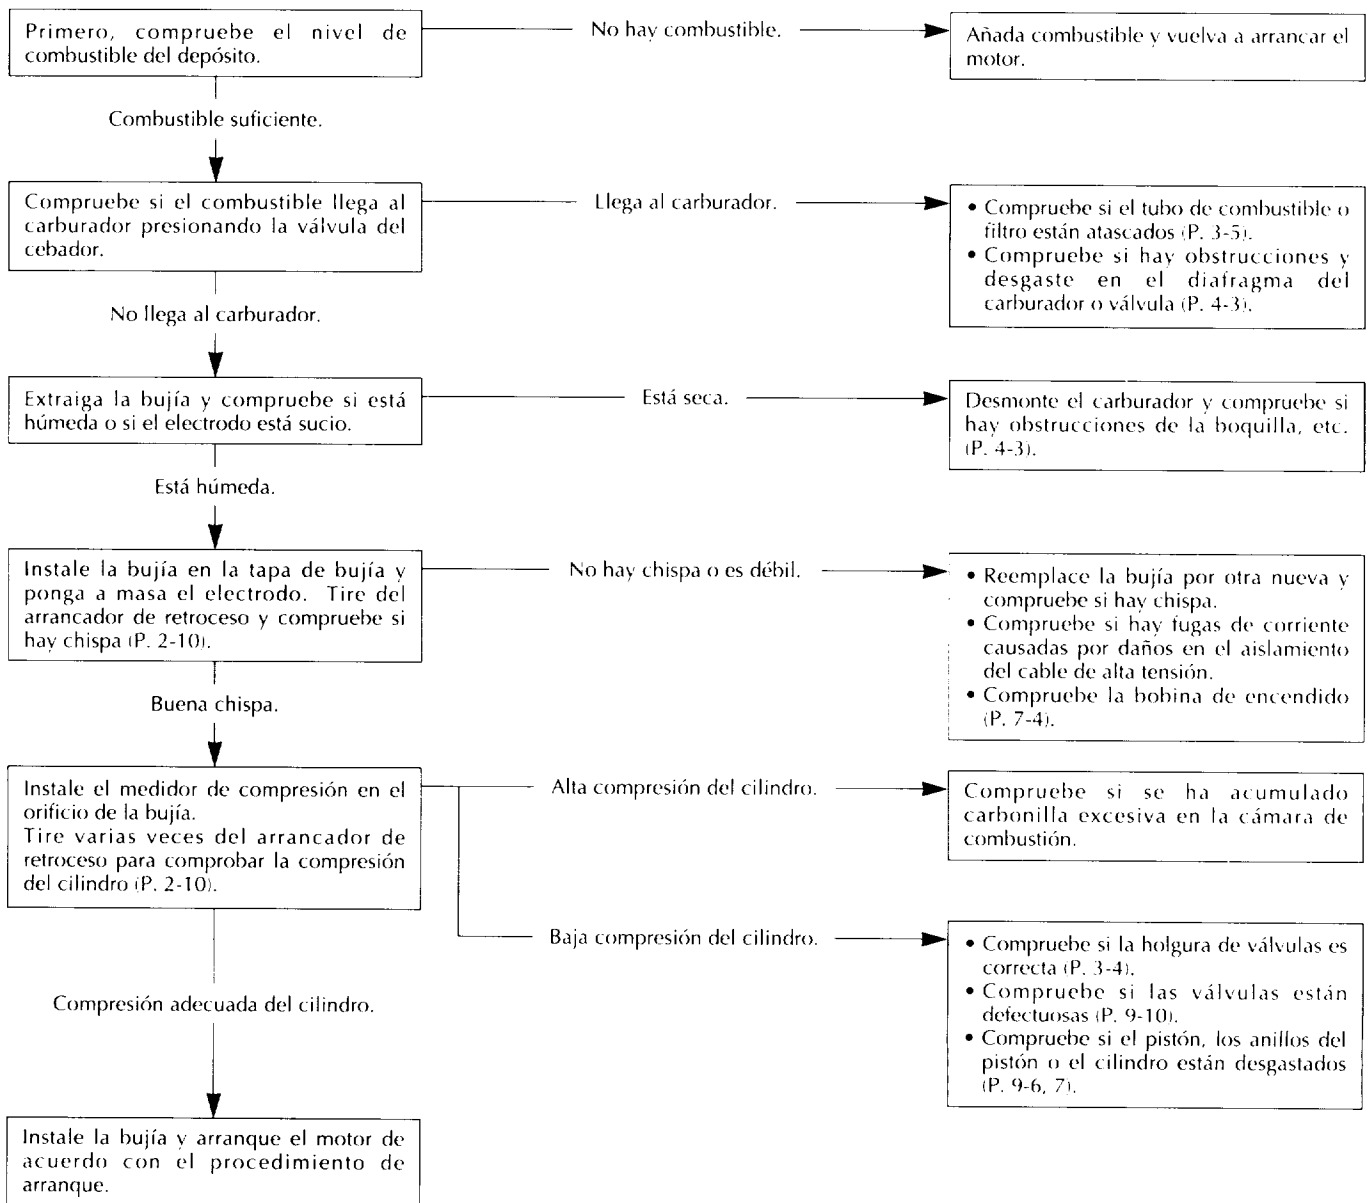 Primero, compruebe el nivel de
combustible del depósito.
No hay combustible.
Añada combustible y vuelva a arrancar el
motor.
Combustible suficiente.
Compruebe si el combustible llega al
carburador presionando la válvula del
cebador.
Llega al carburador.
• Compruebe si el tubo de combustible o
filtro están atascados (P. 3-5).
• Compruebe si hay obstrucciones y
desgaste en el diafragma del
carburador o válvula (P. 4-3).
No llega al carburador.
Extraiga la bujía y compruebe si está
húmeda o si el electrodo está sucio.
Está seca.
Desmonte el carburador y compruebe si
hay obstrucciones de la boquilla, etc.
(P. 4-3).
Está húmeda.
Instale la bujía en la tapa de bujía y
ponga a masa el electrodo. Tire del
arrancador de retroceso y compruebe si
hay chispa (P. 2-10).
No hay chispa o es débil.
• Reemplace la bujía por otra nueva y
compruebe si hay chispa.
• Compruebe si hay fugas de corriente
causadas por daños en el aislamiento
del cable de alta tensión.
• Compruebe la bobina de encendido
(P. 7-4).
Buena chispa.
Instale el medidor de compresión en el
orificio de la bujía.
Tire varias veces del arrancador de
retroceso para comprobar la compresión
del cilindro (P. 2-10).
Alta compresión del cilindro.
Compruebe si se ha acumulado
carbonilla excesiva en la cámara de
combustión.
Baja compresión del cilindro.
• Compruebe si la holgura de válvulas es
correcta (P. 3-4).
• Compruebe si las válvulas están
defectuosas (P. 9-10).
• Compruebe si el pistón, los anillos del
pistón o el cilindro están desgastados
(P. 9-6, 7).
Compresión adecuada del cilindro.
Instale la bujía y arranque el motor de
acuerdo con el procedimiento de
arranque.